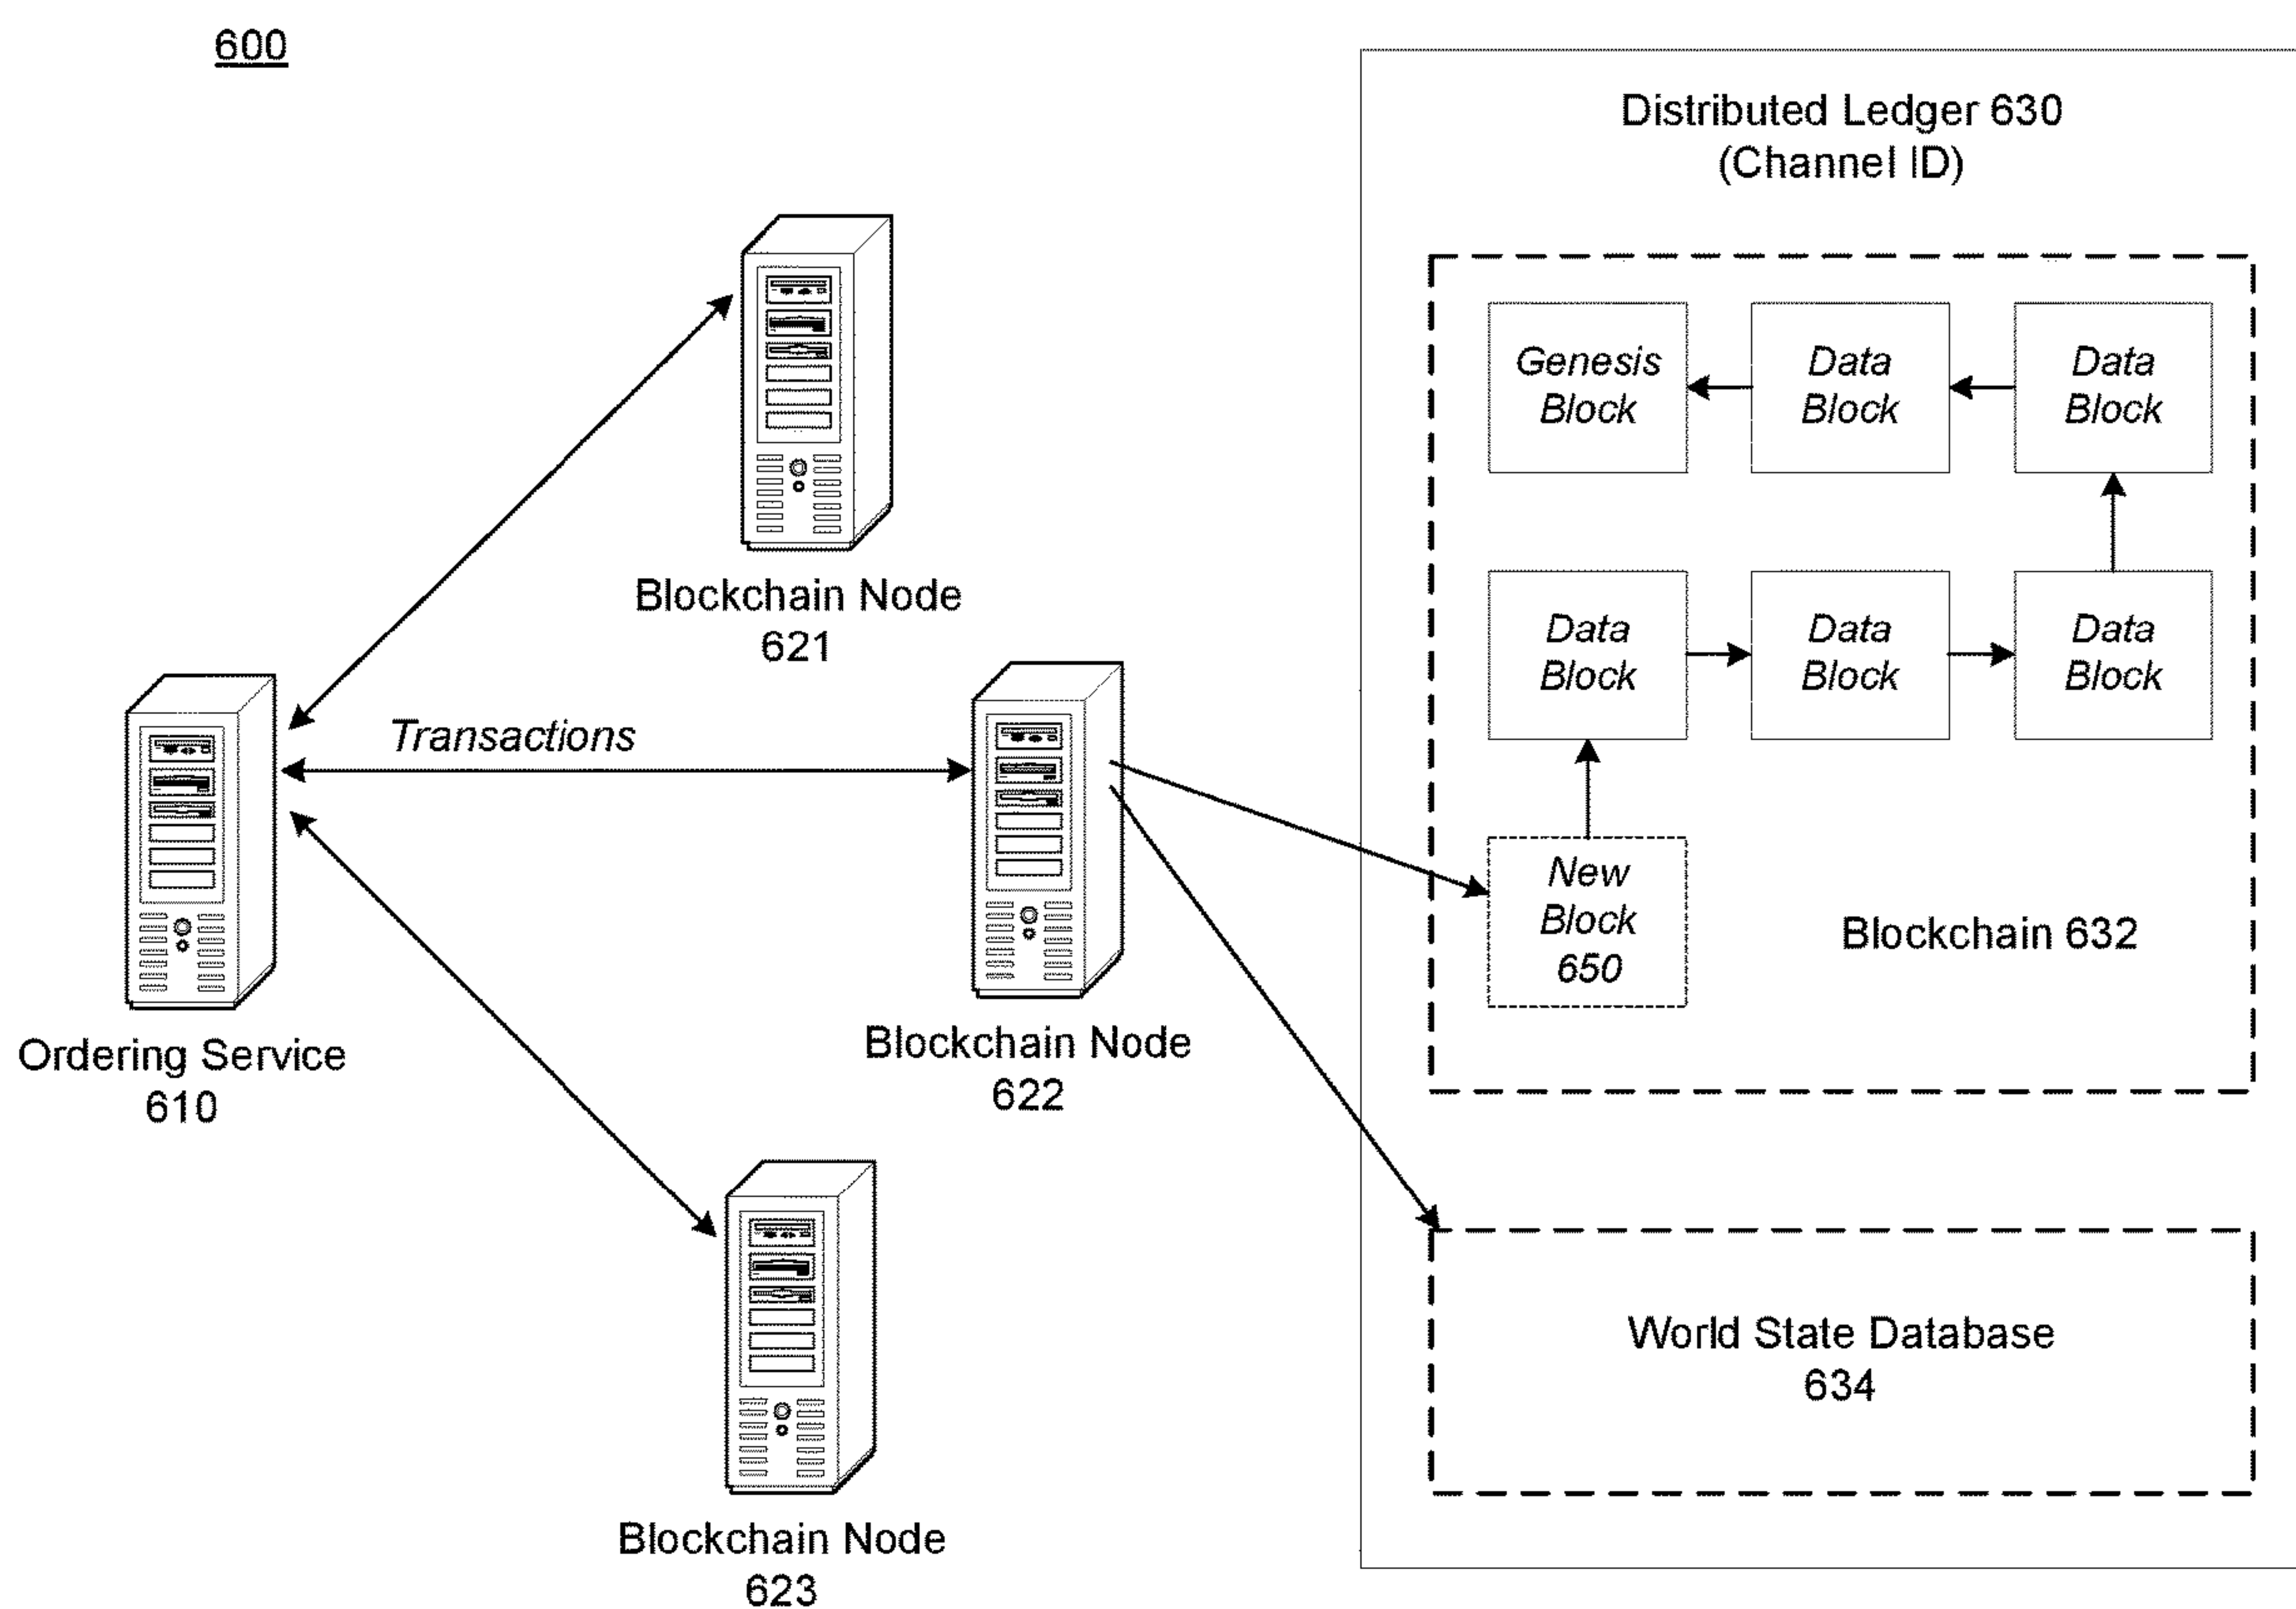 600
Distributed Ledger 630
(Channel ID)
Genesis
Block
Data
Block
Data
Block
Blockchain Node
621
Data
Block
Data
Block
Data
Block
Transactions
New
Block
650
Blockchain 632
Ordering Service
610
Blockchain Node
622
World State Database
634
Blockchain Node
623